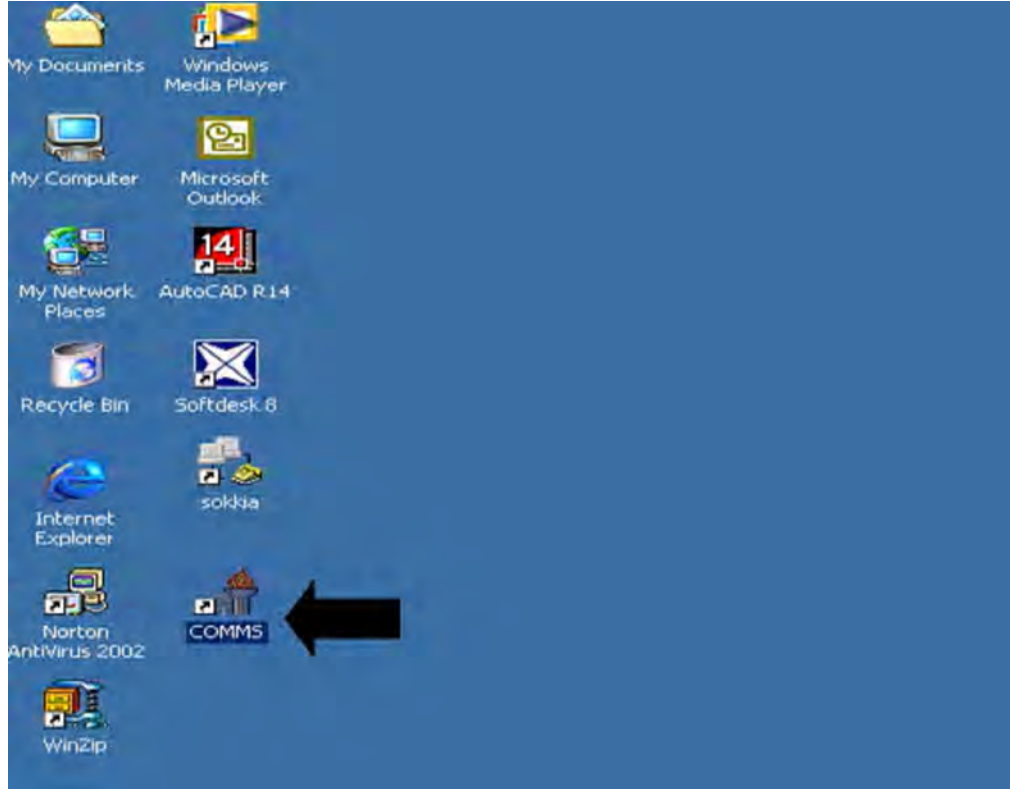 My Documents
Windows
Media Player
My Computer
Microsoft
Outlook
My Network
Places
14
AutoCAD R14
Recycle Bin
Softdesk 8
Internet
Explorer
sokkia
Norton
AntiVirus 2002
COMMS
WinZip